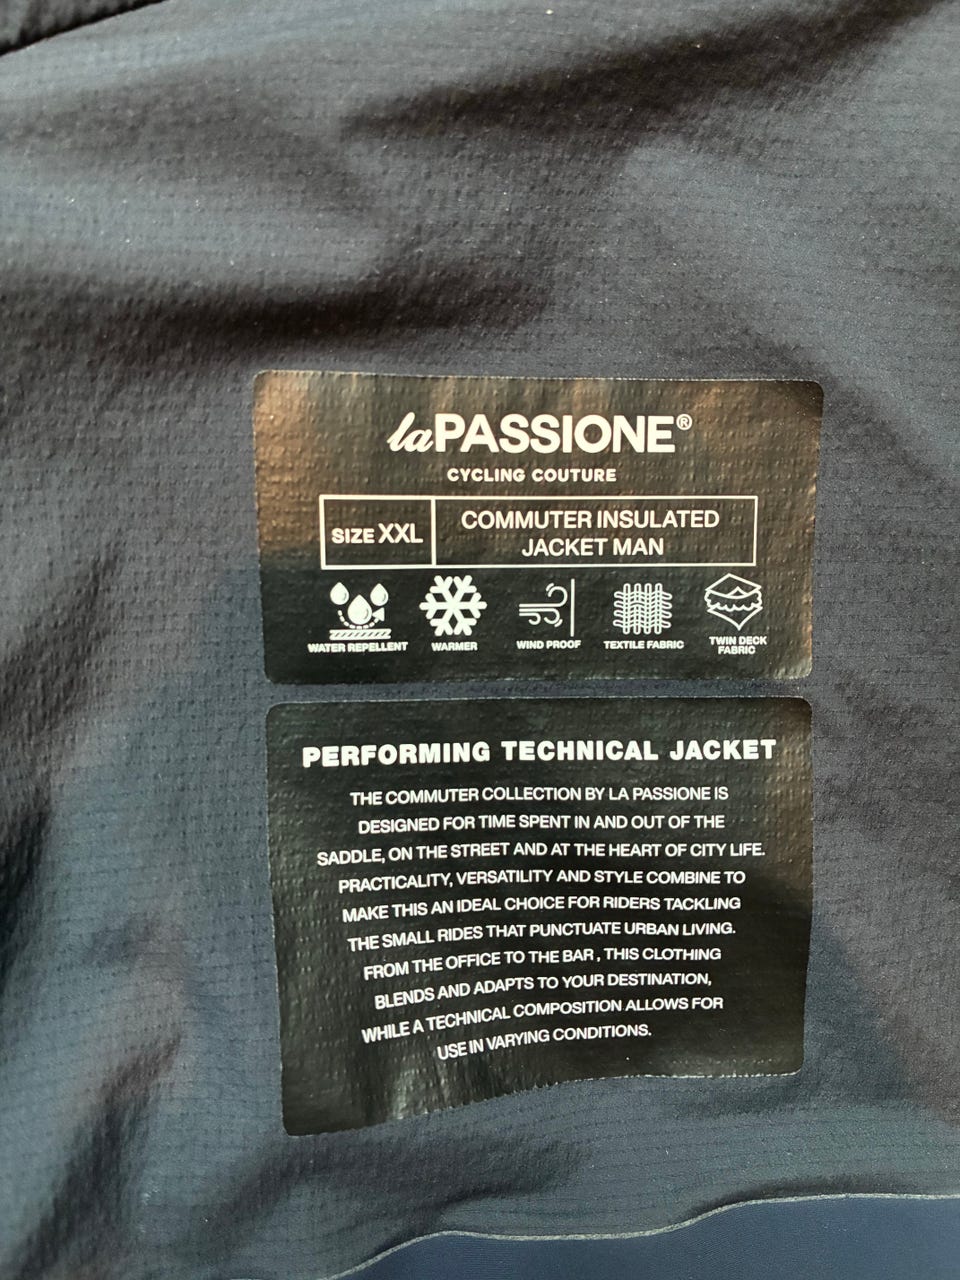 laPASSIONE®
CYCLING COUTURE
SIZE XXL
COMMUTER INSULATED
JACKET MAN
WATER REPELLENT
WARMER
WIND PROOF
TEXTILE FABRIC
TWIN DECK
FABRIC
PERFORMING TECHNICAL JACKET
THE COMMUTER COLLECTION BY LA PASSIONE IS
DESIGNED FOR TIME SPENT IN AND OUT OF THE
SADDLE, ON THE STREET AND AT THE HEART OF CITY LIFE.
PRACTICALITY, VERSATILITY AND STYLE COMBINE TO
MAKE THIS AN IDEAL CHOICE FOR RIDERS TACKLING
THE SMALL RIDES THAT PUNCTUATE URBAN LIVING.
FROM THE OFFICE TO THE BAR , THIS CLOTHING
BLENDS AND ADAPTS TO YOUR DESTINATION,
WHILE A TECHNICAL COMPOSITION ALLOWS FOR
USE IN VARYING CONDITIONS.